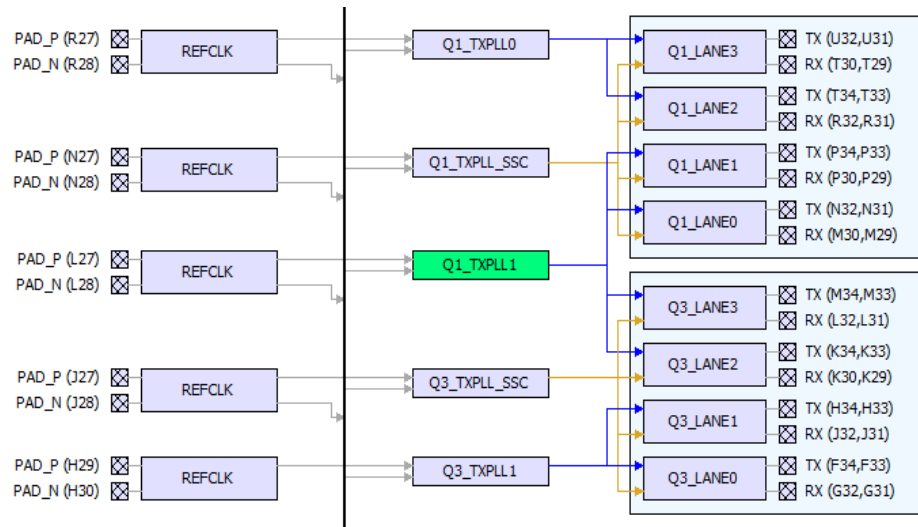 PAD_P (R27)
PAD_N (R28)
REFCLK
Q1_TXPLL0
Q1_LANE3
TX (U32,U31)
RX (T30,T29)
Q1_LANE2
TX (T34,T33)
RX (R32,R31)
PAD_P (N27)
PAD_N (N28)
REFCLK
Q1_TXPLL_SSC
Q1_LANE1
TX (P34,P33)
RX (P30,P29)
Q1_LANE0
TX (N32,N31)
RX (M30,M29)
PAD_P (L27)
PAD_N (L28)
REFCLK
Q1_TXPLL1
Q3_LANE3
TX (M34,M33)
RX (L32,L31)
Q3_LANE2
TX (K34,K33)
RX (K30,K29)
PAD_P (J27)
PAD_N (J28)
REFCLK
Q3_TXPLL_SSC
Q3_LANE1
TX (H34,H33)
RX (J32,J31)
PAD_P (H29)
PAD_N (H30)
REFCLK
Q3_TXPLL1
Q3_LANE0
TX (F34,F33)
RX (G32,G31)